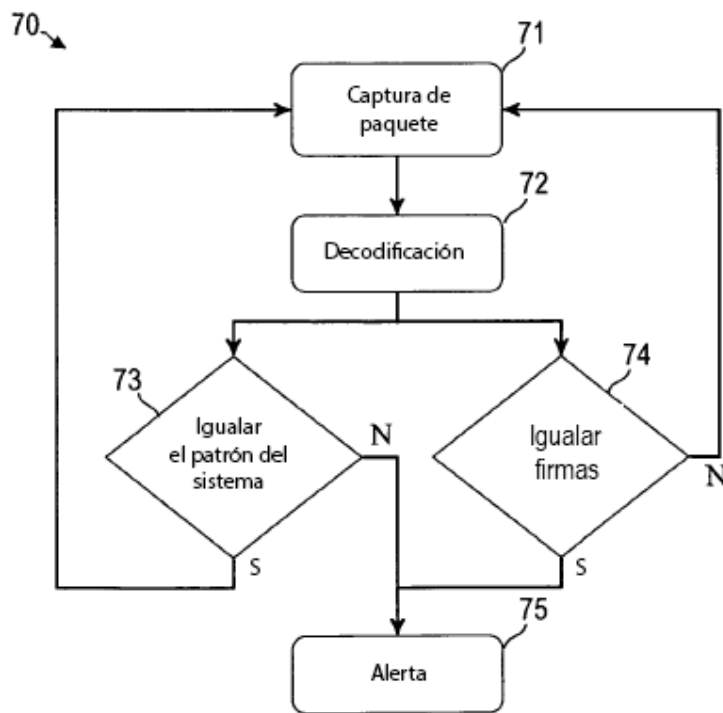 70
71
Captura de
paquete
72
Decodificación
73
Igualar
el patrón del
sistema
N
S
74
Igualar
firmas
N
S
75
Alerta